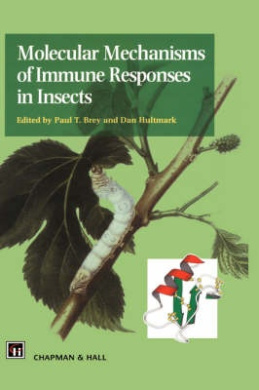 Molecular Mechanisms
of Immune Responses
in Insects
Edited by Paul T. Brey and Dan Hultmark
CHAPMAN & HALL